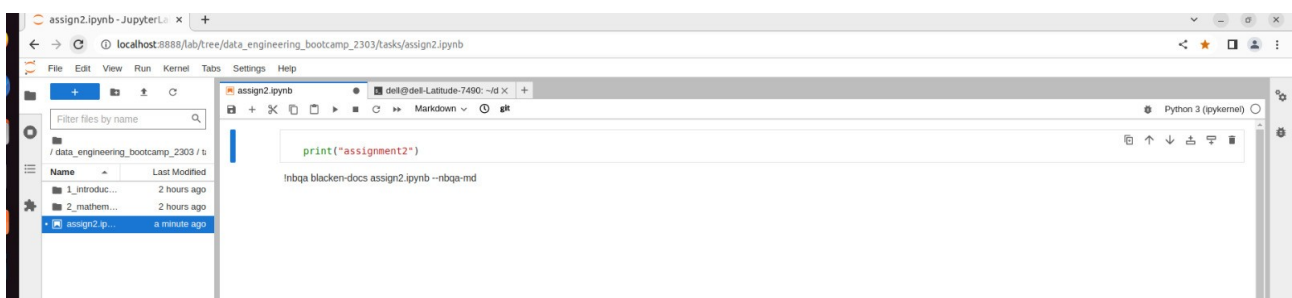 assign2.ipynb - JupyterLa × +
localhost:8888/lab/tree/data_engineering_bootcamp_2303/tasks/assign2.ipynb
File Edit View Run Kernel Tabs Settings Help
assign2.ipynb dell@dell-Latitude-7490: ~/d × +
Markdown git Python 3 (ipykernel)
Filter files by name
/ data_engineering_bootcamp_2303 / ta
Name Last Modified
1_introduc... 2 hours ago
2_mathem... 2 hours ago
assign2.ip... a minute ago
print("assignment2")
!nbqa blacken-docs assign2.ipynb --nbqa-md